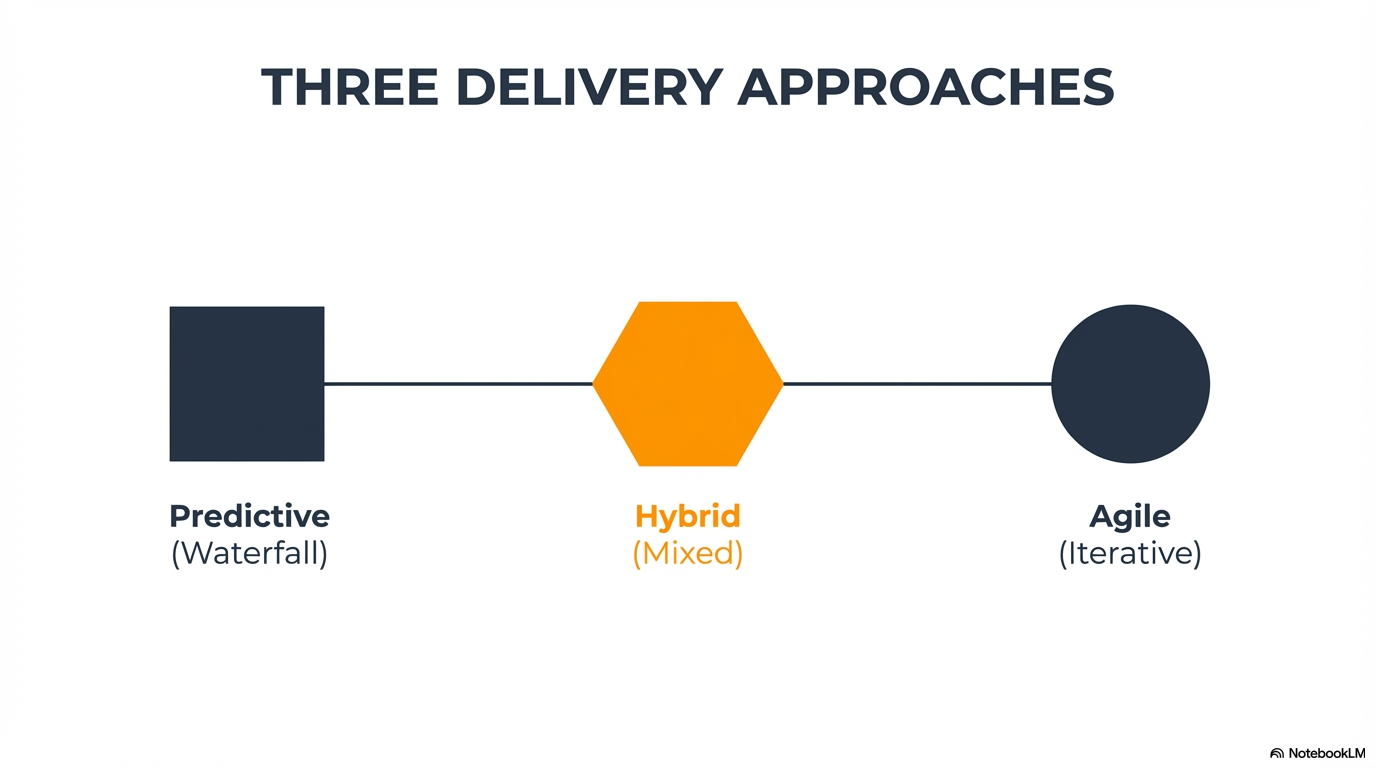 THREE DELIVERY APPROACHES
Predictive
(Waterfall)
Hybrid
(Mixed)
Agile
(Iterative)
NotebookLM